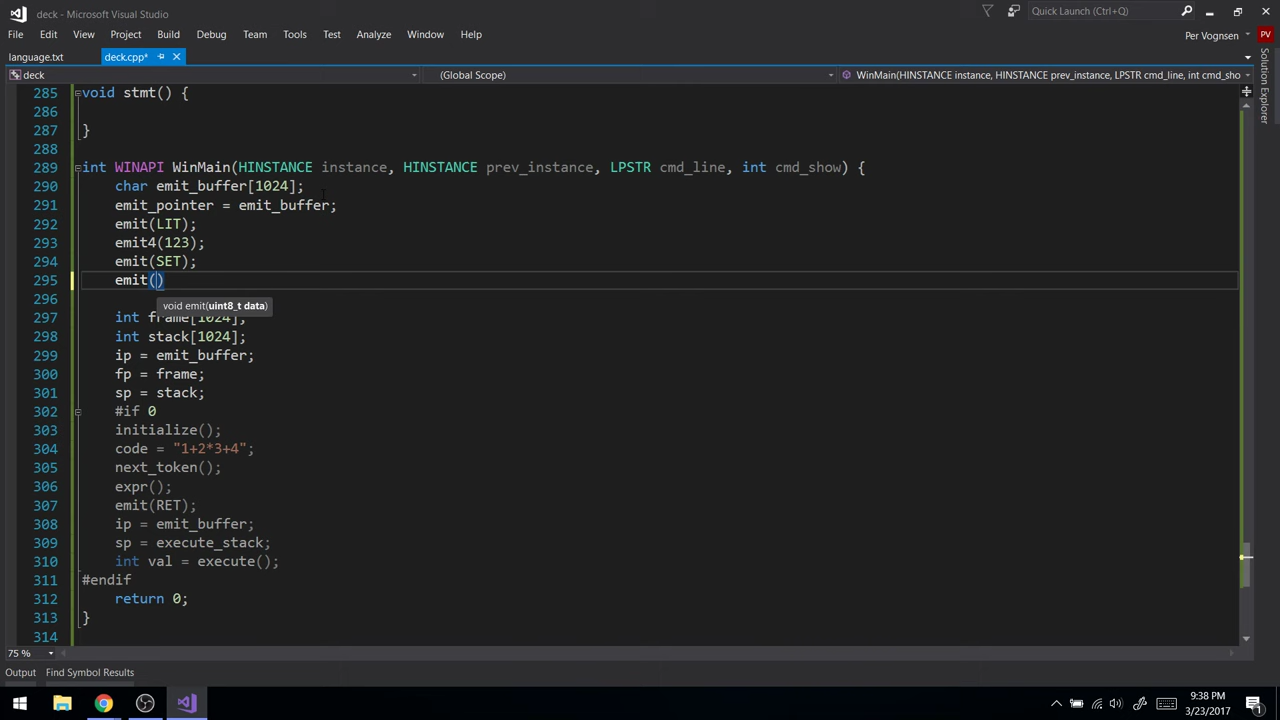 deck - Microsoft Visual Studio
Quick Launch (Ctrl+Q)
File Edit View Project Build Debug Team Tools Test Analyze Window Help
Per Vognsen PV
language.txt deck.cpp*
deck (Global Scope) WinMain(HINSTANCE instance, HINSTANCE prev_instance, LPSTR cmd_line, int cmd_sho
Solution Explorer
285 void stmt() {
286
287 }
288
289 int WINAPI WinMain(HINSTANCE instance, HINSTANCE prev_instance, LPSTR cmd_line, int cmd_show) {
290 char emit_buffer[1024];
291 emit_pointer = emit_buffer;
292 emit(LIT);
293 emit4(123);
294 emit(SET);
295 emit()
296
void emit(uint8_t data)
297 int frame[1024];
298 int stack[1024];
299 ip = emit_buffer;
300 fp = frame;
301 sp = stack;
302 #if 0
303 initialize();
304 code = "1+2*3+4";
305 next_token();
306 expr();
307 emit(RET);
308 ip = emit_buffer;
309 sp = execute_stack;
310 int val = execute();
311 #endif
312 return 0;
313 }
314
75 %
Output Find Symbol Results
9:38 PM
3/23/2017
1